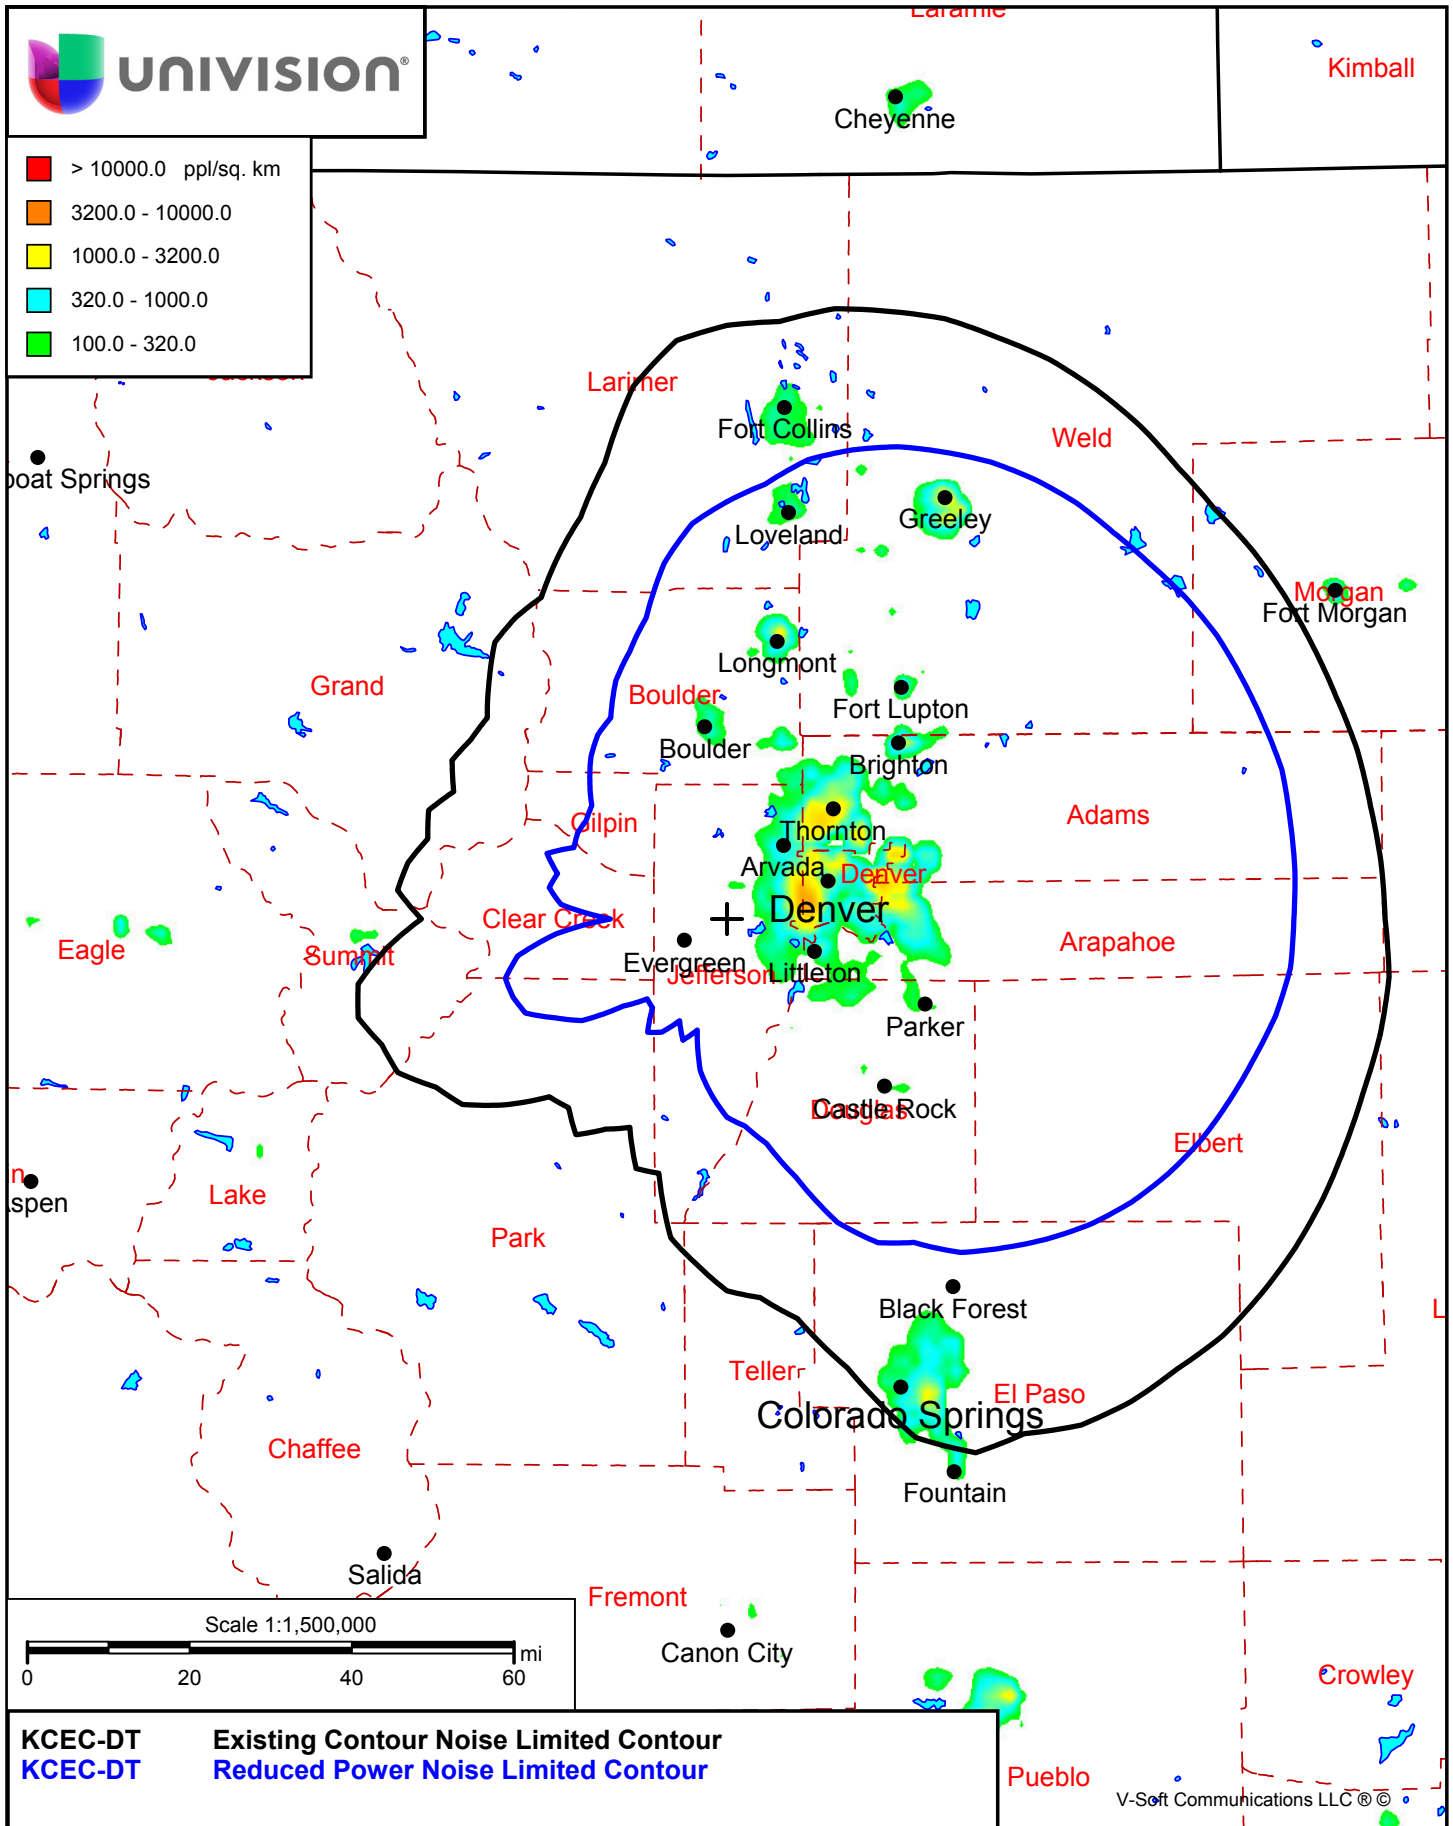 Laramie
UNIVISION®
Kimball
Cheyenne
> 10000.0 ppl/sq. km
3200.0 - 10000.0
1000.0 - 3200.0
320.0 - 1000.0
100.0 - 320.0
Jackson
Larimer
Fort Collins
Weld
boat Springs
Loveland
Greeley
Morgan
Fort Morgan
Longmont
Grand
Boulder
Fort Lupton
Boulder
Brighton
Gilpin
Thornton
Adams
Arvada
Denver
Denver
Clear Creek
Eagle
Summit
Evergreen
Jefferson
Littleton
Arapahoe
Parker
Douglas
Castle Rock
Elbert
n
Aspen
Lake
Park
Black Forest
L
Teller
El Paso
Colorado Springs
Chaffee
Fountain
Salida
Fremont
Canon City
Scale 1:1,500,000
mi
0 20 40 60
Crowley
KCEC-DT Existing Contour Noise Limited Contour
KCEC-DT Reduced Power Noise Limited Contour
Pueblo
V-Soft Communications LLC ® ©